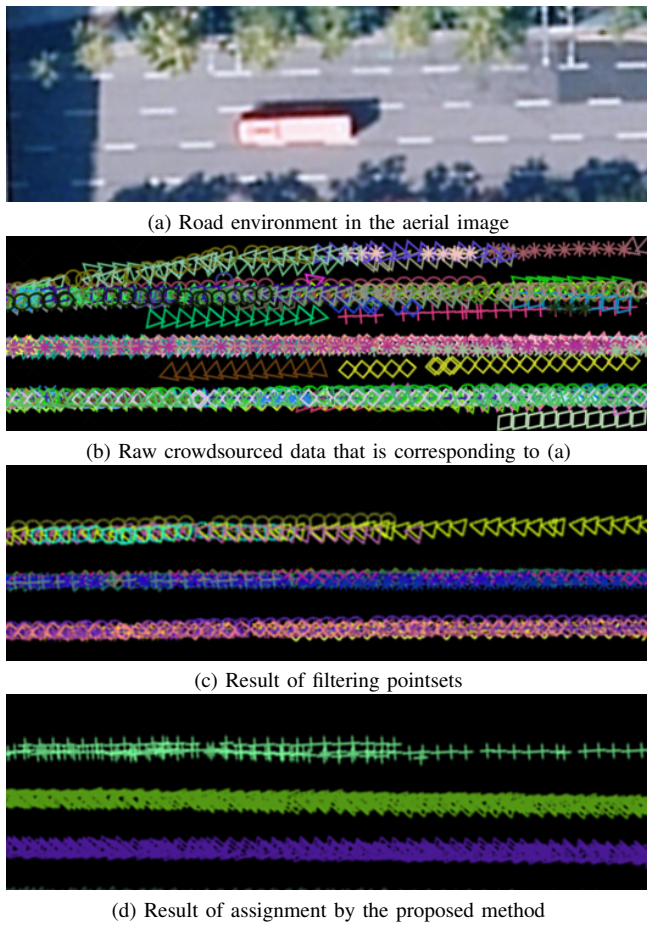 (a) Road environment in the aerial image
(b) Raw crowdsourced data that is corresponding to (a)
(c) Result of filtering pointsets
(d) Result of assignment by the proposed method